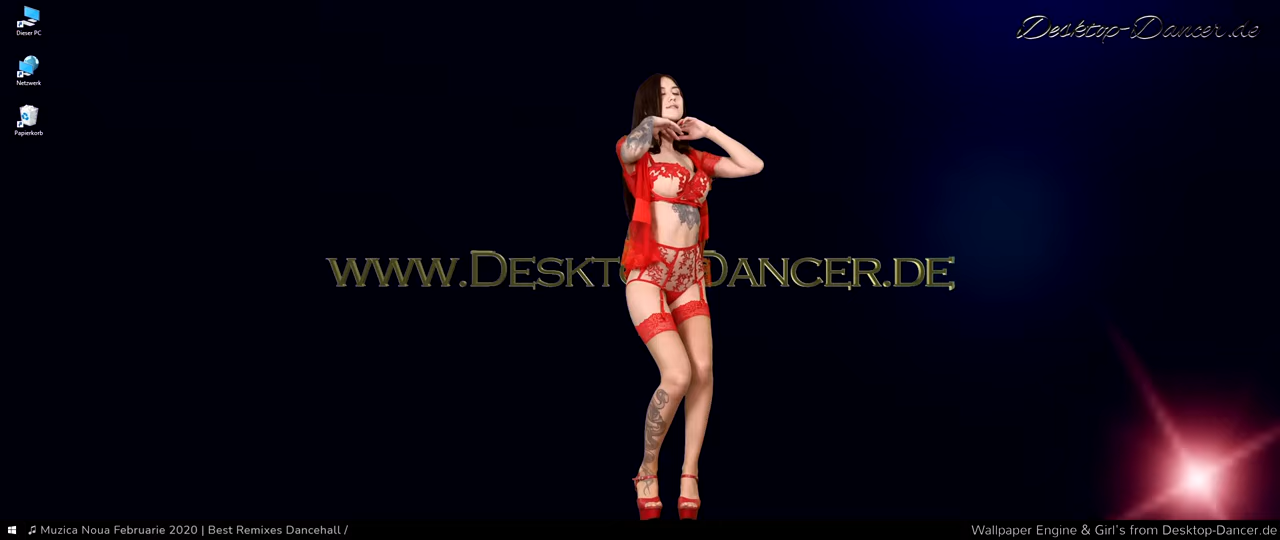 Dieser PC
Netzwerk
Papierkorb
Desktop-Dancer.de
www.Deskto Dancer.de
♫ Muzica Noua Februarie 2020 | Best Remixes Dancehall /
Wallpaper Engine & Girl's from Desktop-Dancer.de